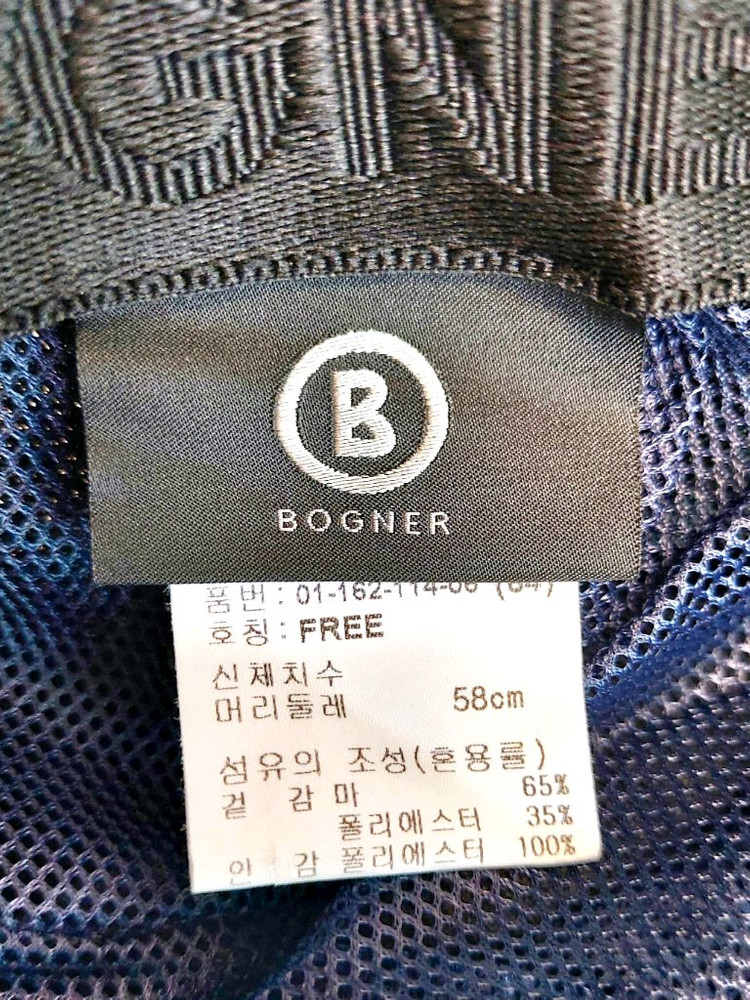 GNE
B
BOGNER
품번 : 01-162-114-06
호칭 : FREE
신체치수
머리둘레 58cm
섬유의 조성(혼용률)
겉 감 마 65%
폴리에스터 35%
안 감 폴리에스터 100%